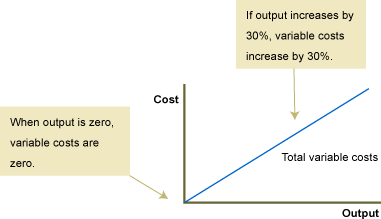 If output increases by
30%, variable costs
increase by 30%.
Cost
When output is zero,
variable costs are
zero.
Total variable costs
Output